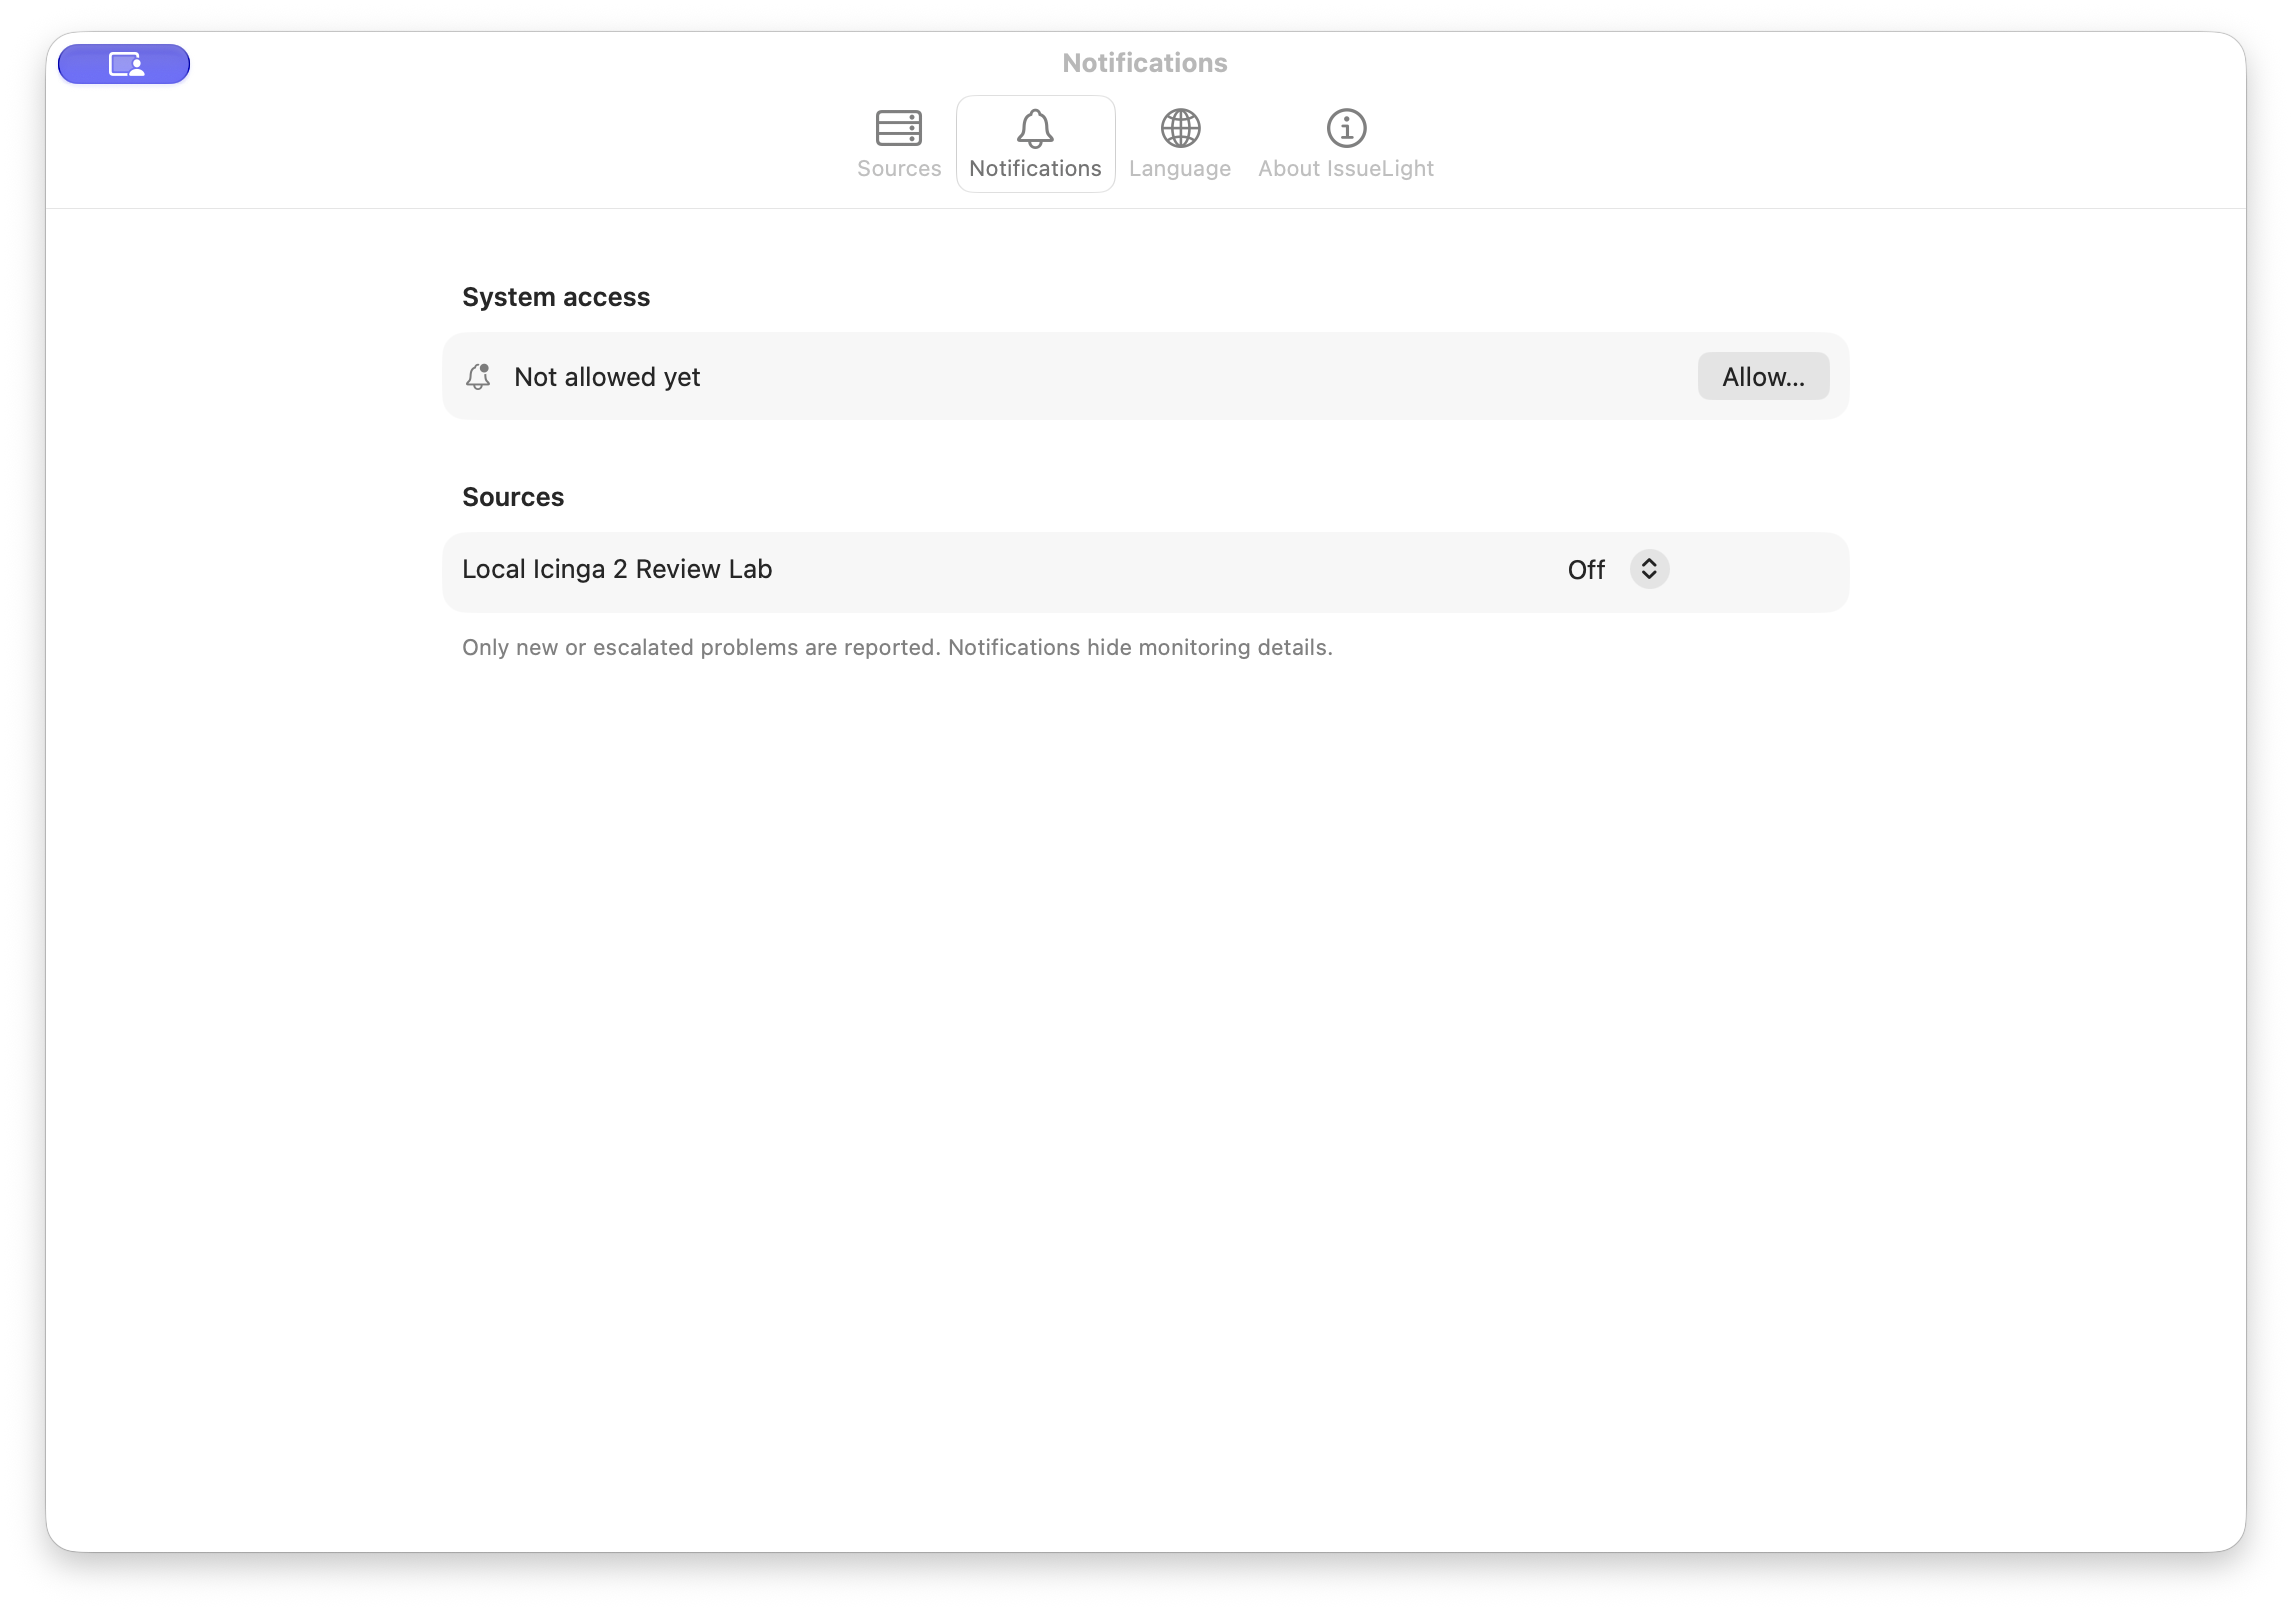 Notifications
Sources
Notifications
Language
About IssueLight
System access
Not allowed yet
Allow...
Sources
Local Icinga 2 Review Lab
Off
Only new or escalated problems are reported. Notifications hide monitoring details.